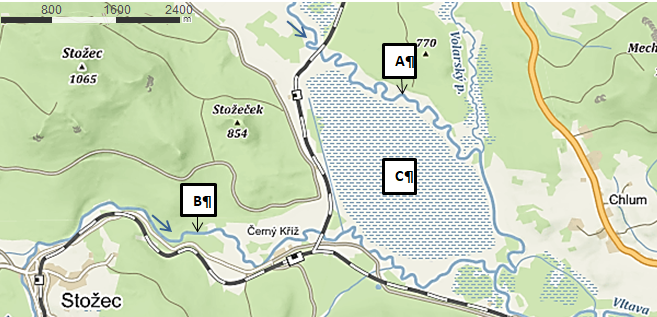 800 1600 2400
m
Stožec
1065
Stožeček
854
A¶
770
Volarský p.
Mech
B¶
C¶
Černý Kříž
Chlum
Stožec
Vltava